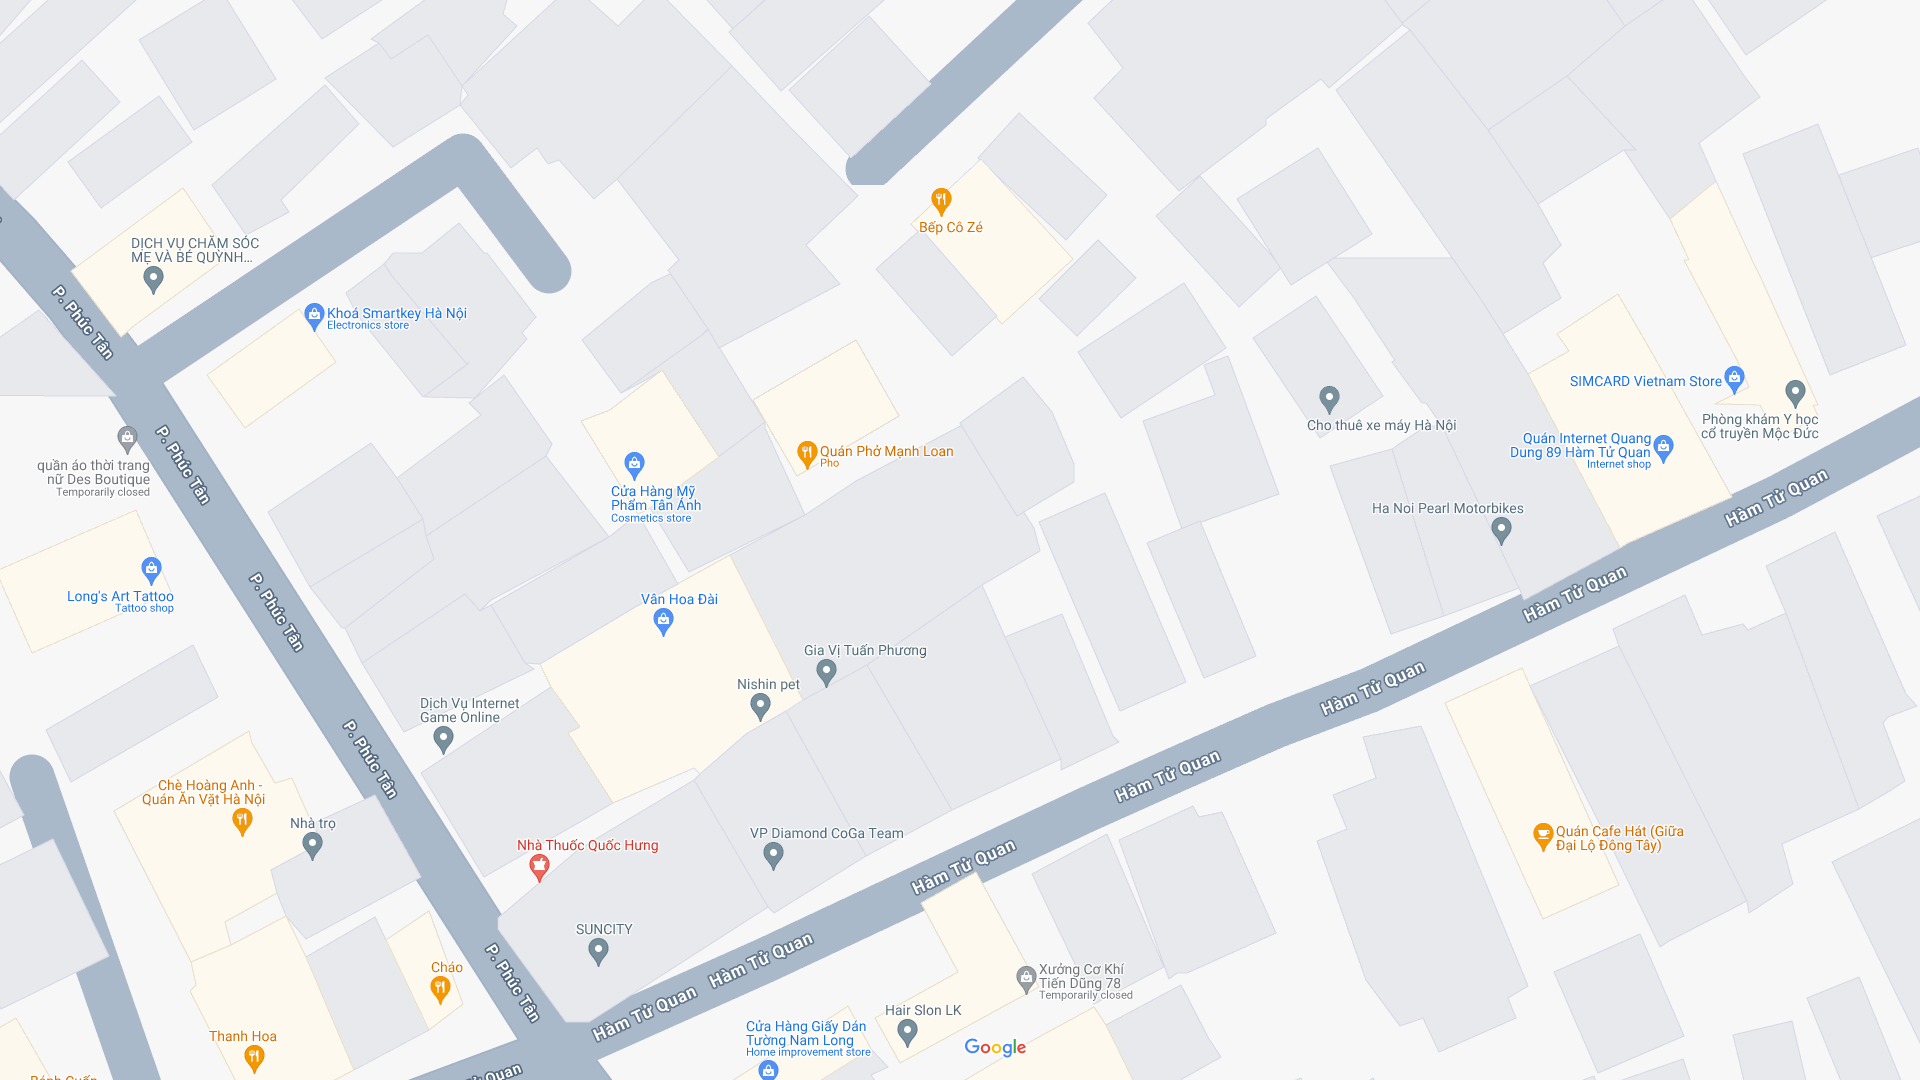 Bếp Cô Zé
DỊCH VỤ CHĂM SÓC
MẸ VÀ BÉ QUỲNH...
P. Phúc Tân
Khoá Smartkey Hà Nội
Electronics store
SIMCARD Vietnam Store
Phòng khám Y học
cổ truyền Mộc Đức
Cho thuê xe máy Hà Nội
Quán Internet Quang
Dung 89 Hàm Tử Quan
Internet shop
quần áo thời trang
nữ Des Boutique
Temporarily closed
P. Phúc Tân
Quán Phở Mạnh Loan
Pho
Cửa Hàng Mỹ
Phẩm Tân Ánh
Cosmetics store
Hàm Tử Quan
Ha Noi Pearl Motorbikes
Long's Art Tattoo
Tattoo shop
P. Phúc Tân
Vân Hoa Đài
Hàm Tử Quan
Gia Vị Tuấn Phương
Nishin pet
Hàm Tử Quan
Dịch Vụ Internet
Game Online
P. Phúc Tân
Hàm Tử Quan
Chè Hoàng Anh -
Quán Ăn Vặt Hà Nội
Nhà trọ
Nhà Thuốc Quốc Hưng
VP Diamond CoGa Team
Quán Cafe Hát (Giữa
Đại Lộ Đông Tây)
Hàm Tử Quan
SUNCITY
Hàm Tử Quan
Cháo
P. Phúc Tân
Xưởng Cơ Khí
Tiến Dũng 78
Temporarily closed
Hàm Tử Quan
Hair Slon LK
Thanh Hoa
Cửa Hàng Giấy Dán
Tường Nam Long
Home improvement store
Google
Quan